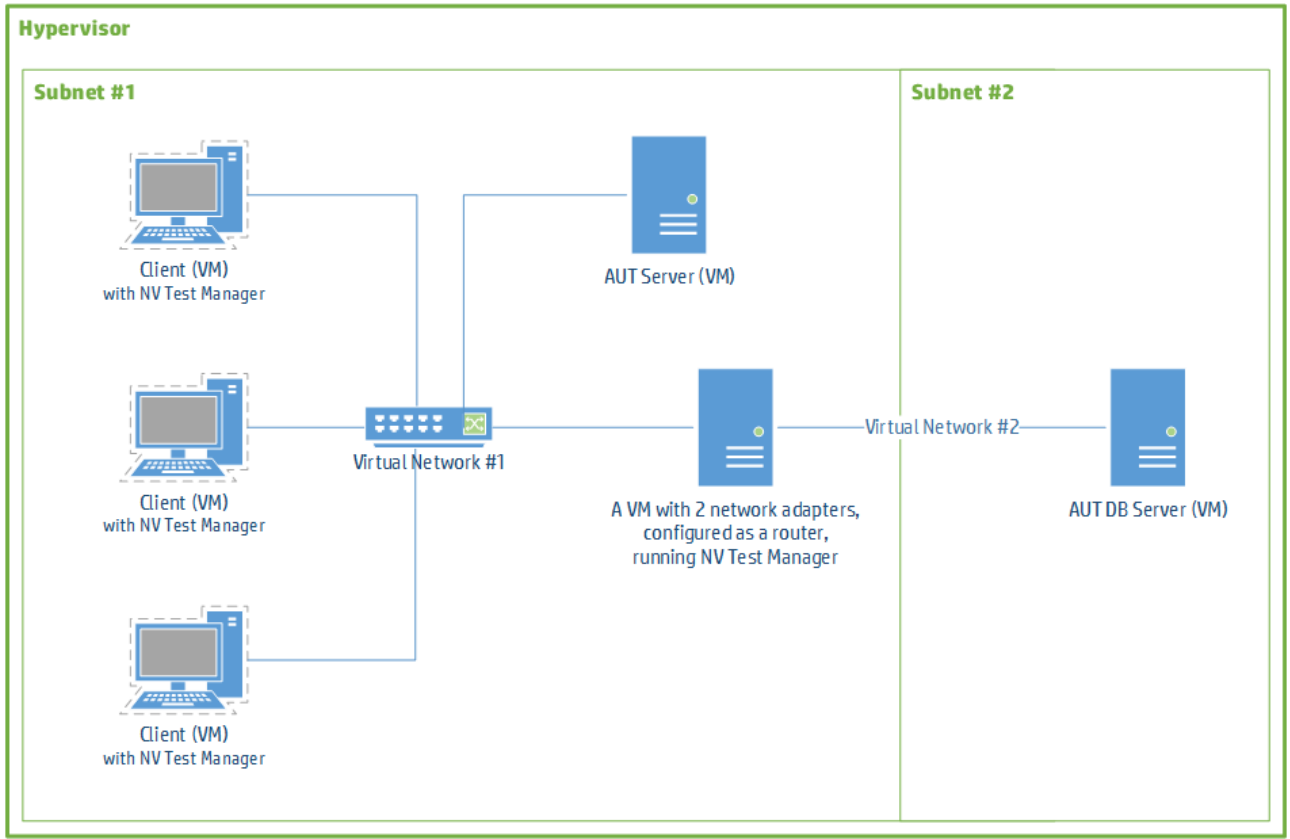 Hypervisor
Subnet #1
Subnet #2
Client (VM)
with NV Test Manager
AUT Server (VM)
Client (VM)
with NV Test Manager
Virtual Network #1
A VM with 2 network adapters,
configured as a router,
running NV Test Manager
Virtual Network #2
AUT DB Server (VM)
Client (VM)
with NV Test Manager